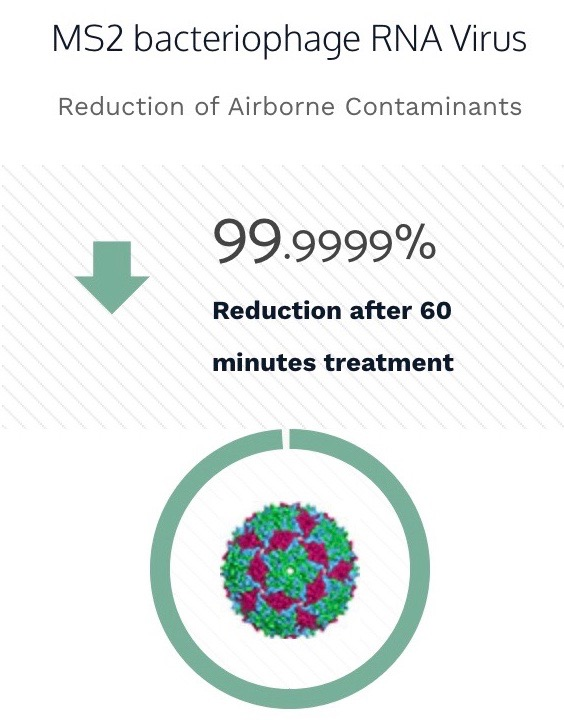 MS2 bacteriophage RNA Virus
Reduction of Airborne Contaminants
99.9999%
Reduction after 60
minutes treatment